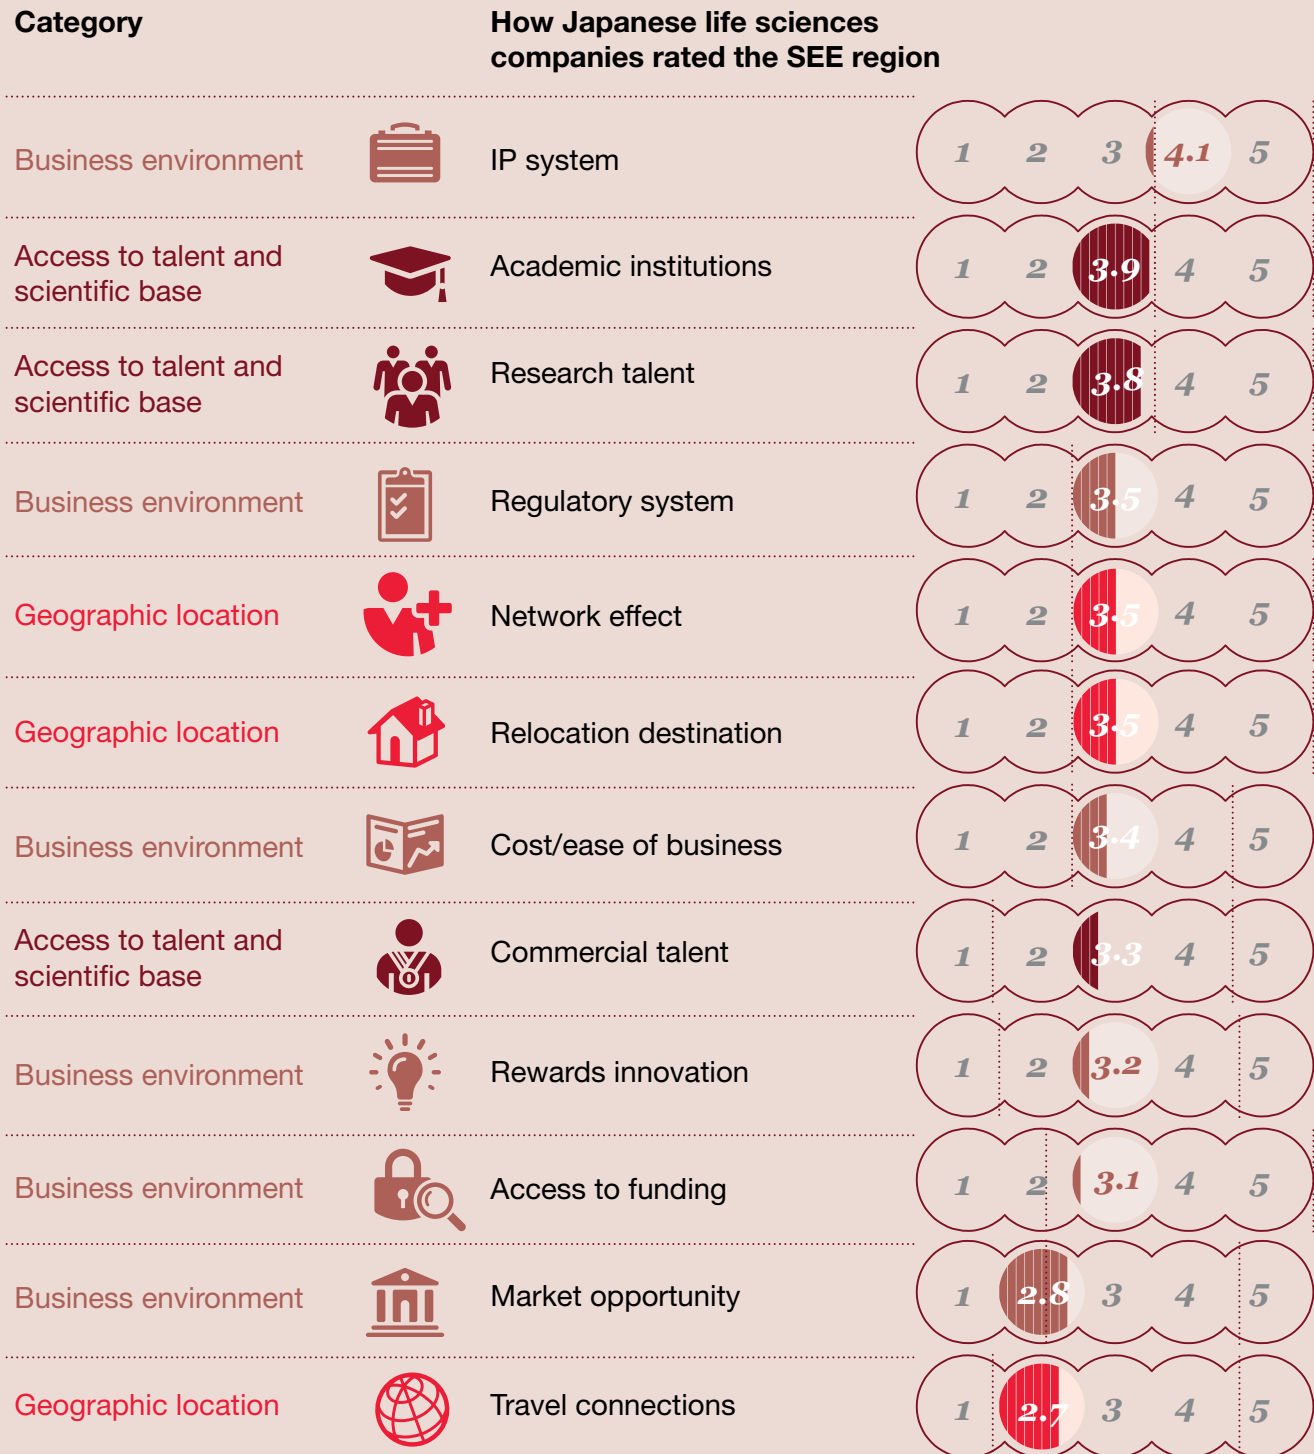 Category
How Japanese life sciences
companies rated the SEE region
Business environment
IP system
1 2 3 4.1 5
Access to talent and
scientific base
Academic institutions
1 2 3.9 4 5
Access to talent and
scientific base
Research talent
1 2 3.8 4 5
Business environment
Regulatory system
1 2 3.5 4 5
Geographic location
Network effect
1 2 3.5 4 5
Geographic location
Relocation destination
1 2 3.5 4 5
Business environment
Cost/ease of business
1 2 3.4 4 5
Access to talent and
scientific base
Commercial talent
1 2 3.3 4 5
Business environment
Rewards innovation
1 2 3.2 4 5
Business environment
Access to funding
1 2 3.1 4 5
Business environment
Market opportunity
1 2.8 3 4 5
Geographic location
Travel connections
1 2.7 3 4 5